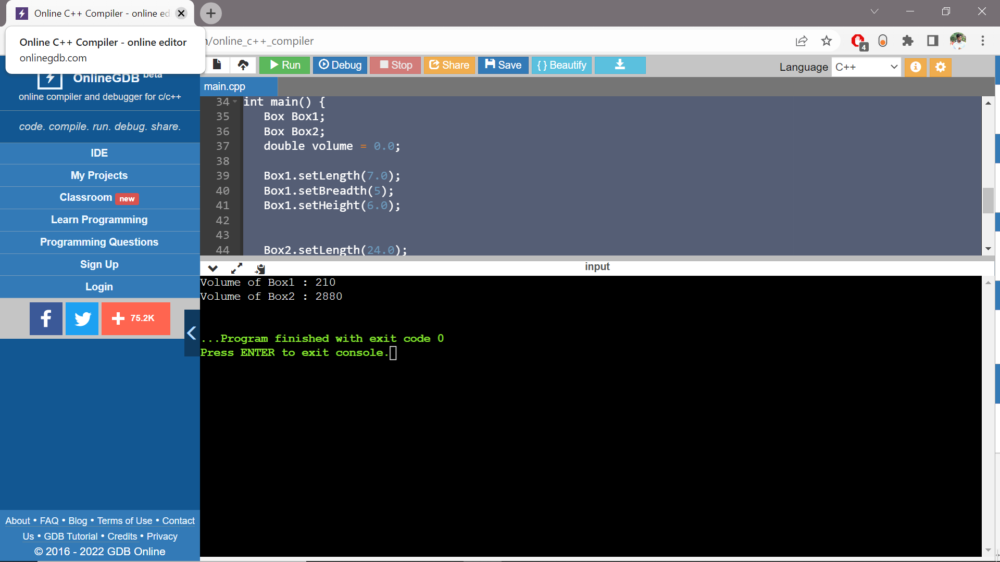 Online C++ Compiler - online ed
Online C++ Compiler - online editor
onlinegdb.com
/online_c++_compiler
4
Run
Debug
Stop
Share
Save
{ } Beautify
Language
C++
OnlineGDB beta
online compiler and debugger for c/c++
code. compile. run. debug. share.
IDE
My Projects
Classroom new
Learn Programming
Programming Questions
Sign Up
Login
f
75.2K
About • FAQ • Blog • Terms of Use • Contact
Us • GDB Tutorial • Credits • Privacy
© 2016 - 2022 GDB Online
main.cpp
34 int main() {
35 Box Box1;
36 Box Box2;
37 double volume = 0.0;
38
39 Box1.setLength(7.0);
40 Box1.setBreadth(5);
41 Box1.setHeight(6.0);
42
43
44 Box2.setLength(24.0);
input
Volume of Box1 : 210
Volume of Box2 : 2880
...Program finished with exit code 0
Press ENTER to exit console.